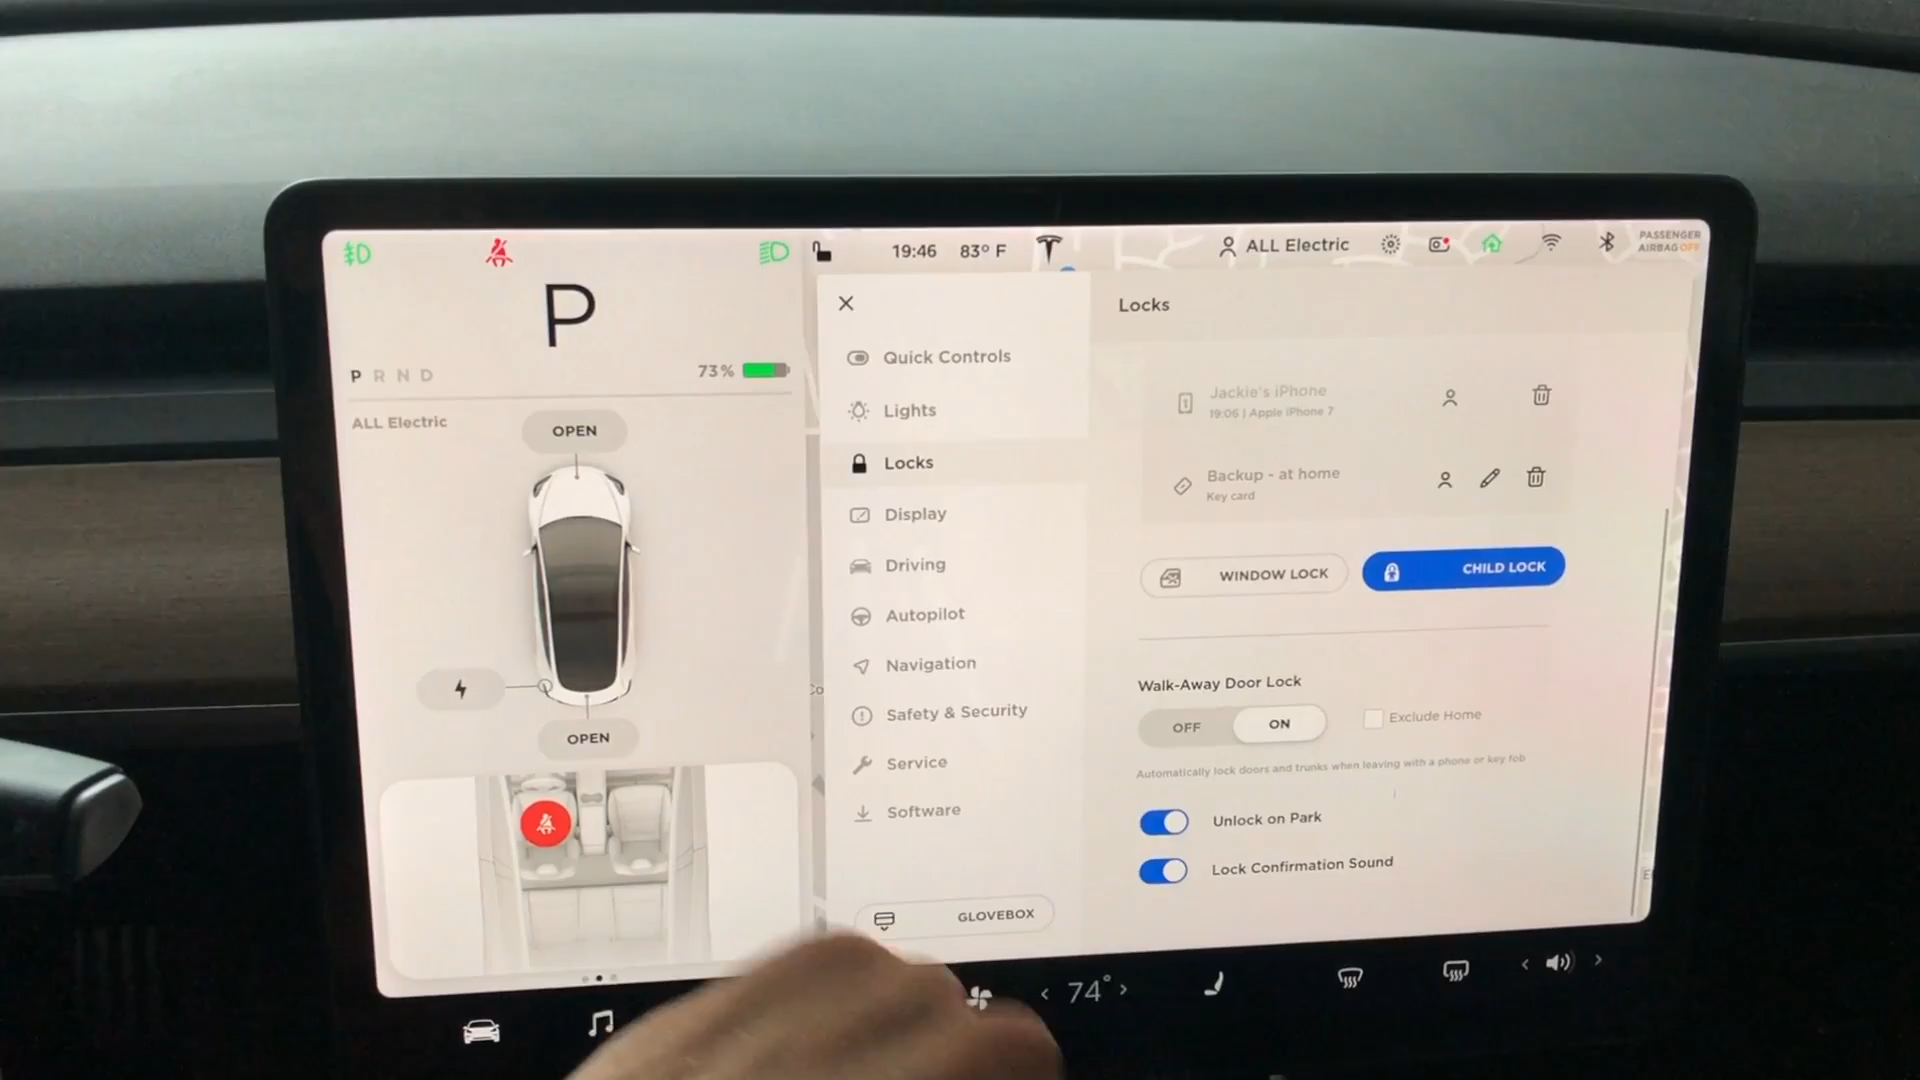 19:46 83° F
ALL Electric
PASSENGER
AIRBAG OFF
P
P R N D
73%
ALL Electric
OPEN
OPEN
Quick Controls
Lights
Locks
Display
Driving
Autopilot
Navigation
Safety & Security
Service
Software
GLOVEBOX
Locks
Jackie's iPhone
19:06 | Apple iPhone 7
Backup - at home
Key card
WINDOW LOCK
CHILD LOCK
Walk-Away Door Lock
OFF ON
Exclude Home
Automatically lock doors and trunks when leaving with a phone or key fob
Unlock on Park
Lock Confirmation Sound
Co
< 74° >
< >